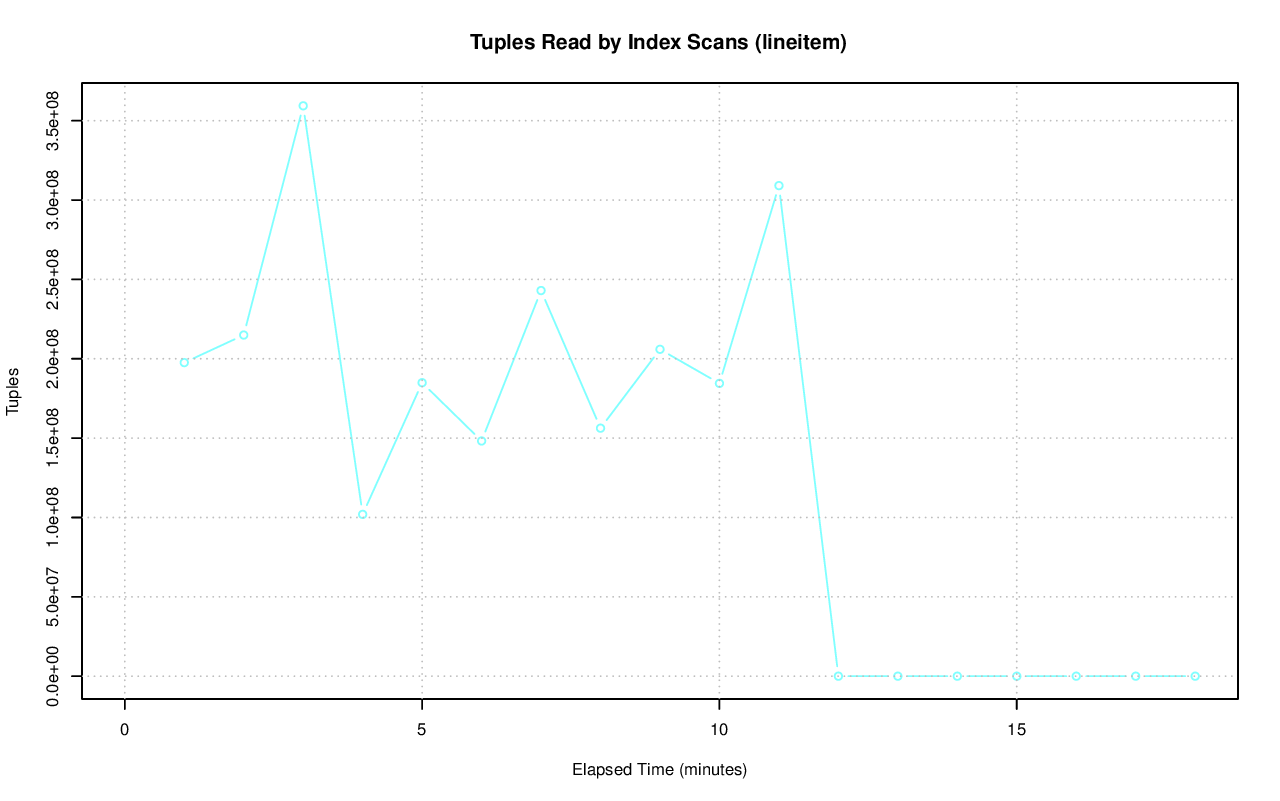 Tuples Read by Index Scans (lineitem)
Tuples
3.5e+08
3.0e+08
2.5e+08
2.0e+08
1.5e+08
1.0e+08
5.0e+07
0.0e+00
0 5 10 15
Elapsed Time (minutes)